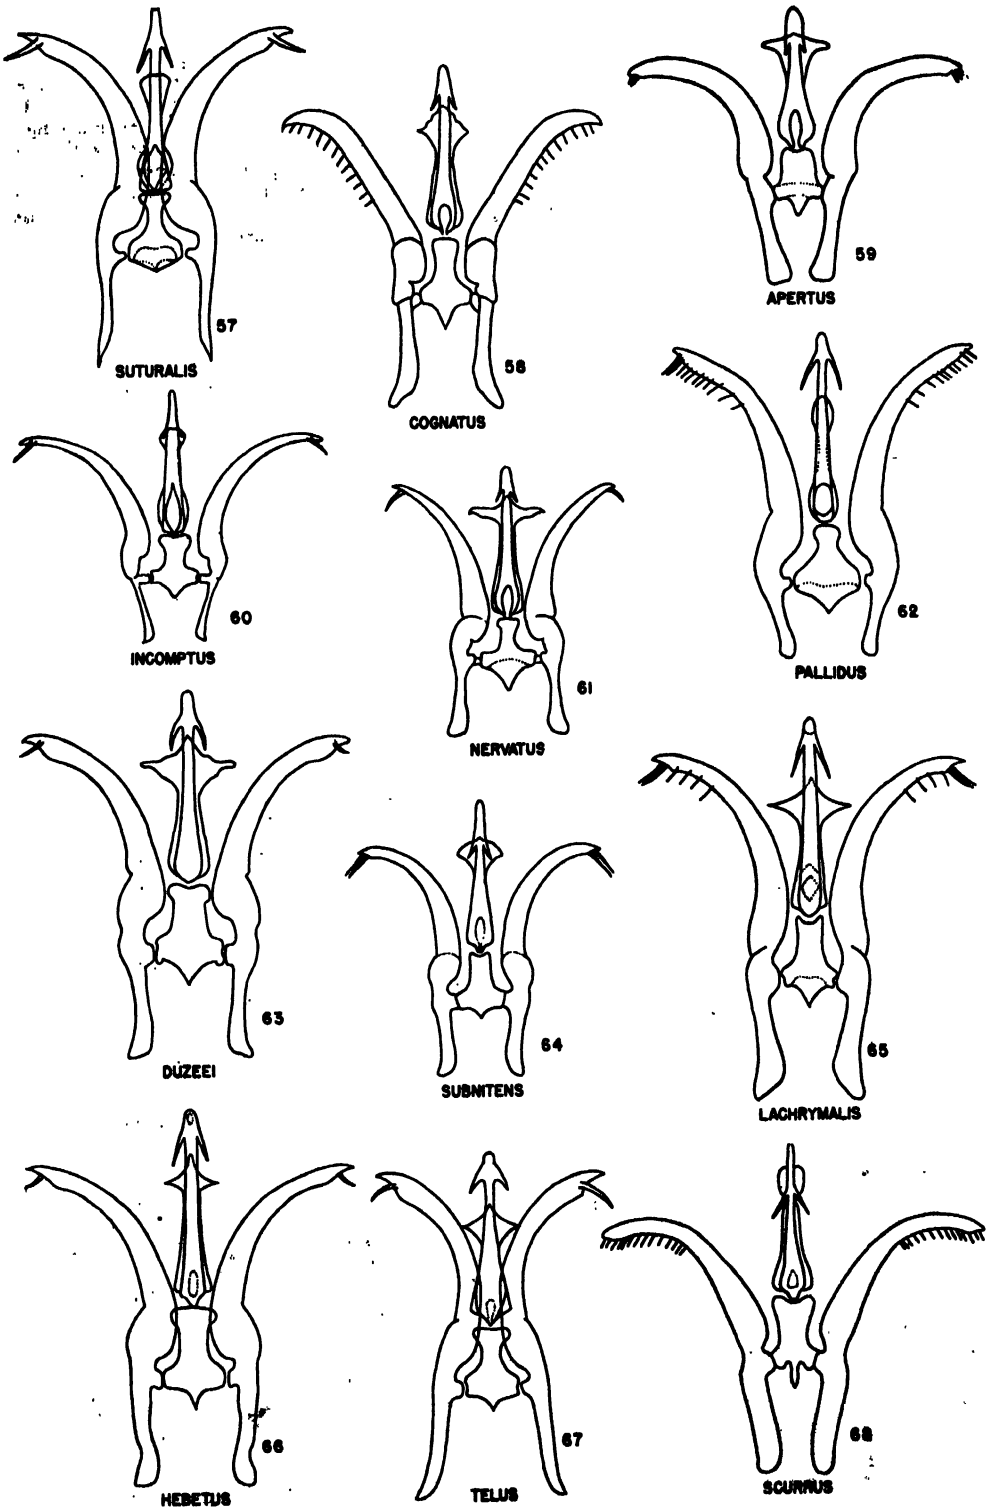 57
SUTURALIS
58
COGNATUS
59
APERTUS
60
INCOMPTUS
61
NERVATUS
62
PALLIDUS
63
DUZEEI
64
SUBNITENS
65
LACHRYMALIS
66
HEBETUS
67
TELUS
68
SCURRUS